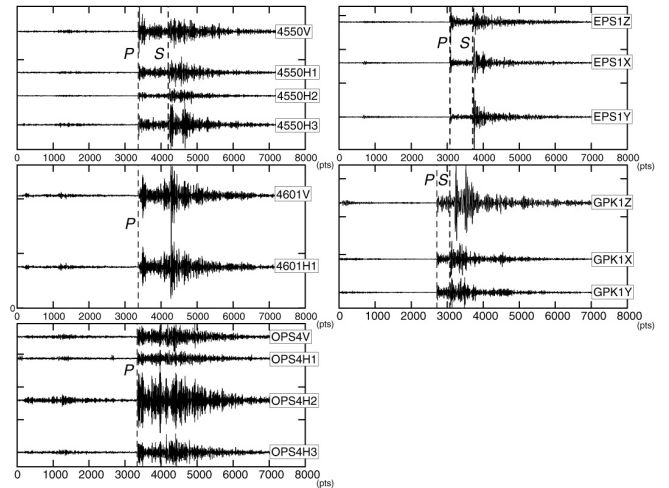 4550V
P S
4550H1
4550H2
4550H3
0 1000 2000 3000 4000 5000 6000 7000 8000
(pts)
EPS1Z
P S
EPS1X
EPS1Y
0 1000 2000 3000 4000 5000 6000 7000 8000
(pts)
4601V
P
4601H1
0
0 1000 2000 3000 4000 5000 6000 7000 8000
(pts)
P S
GPK1Z
GPK1X
GPK1Y
0 1000 2000 3000 4000 5000 6000 7000 8000
(pts)
OPS4V
OPS4H1
P
OPS4H2
OPS4H3
0 1000 2000 3000 4000 5000 6000 7000 8000
(pts)